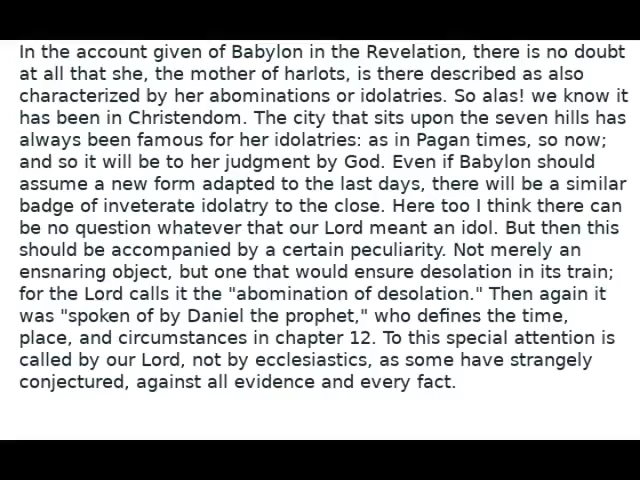 In the account given of Babylon in the Revelation, there is no doubt
at all that she, the mother of harlots, is there described as also
characterized by her abominations or idolatries. So alas! we know it
has been in Christendom. The city that sits upon the seven hills has
always been famous for her idolatries: as in Pagan times, so now;
and so it will be to her judgment by God. Even if Babylon should
assume a new form adapted to the last days, there will be a similar
badge of inveterate idolatry to the close. Here too I think there can
be no question whatever that our Lord meant an idol. But then this
should be accompanied by a certain peculiarity. Not merely an
ensnaring object, but one that would ensure desolation in its train;
for the Lord calls it the "abomination of desolation." Then again it
was "spoken of by Daniel the prophet," who defines the time,
place, and circumstances in chapter 12. To this special attention is
called by our Lord, not by ecclesiastics, as some have strangely
conjectured, against all evidence and every fact.